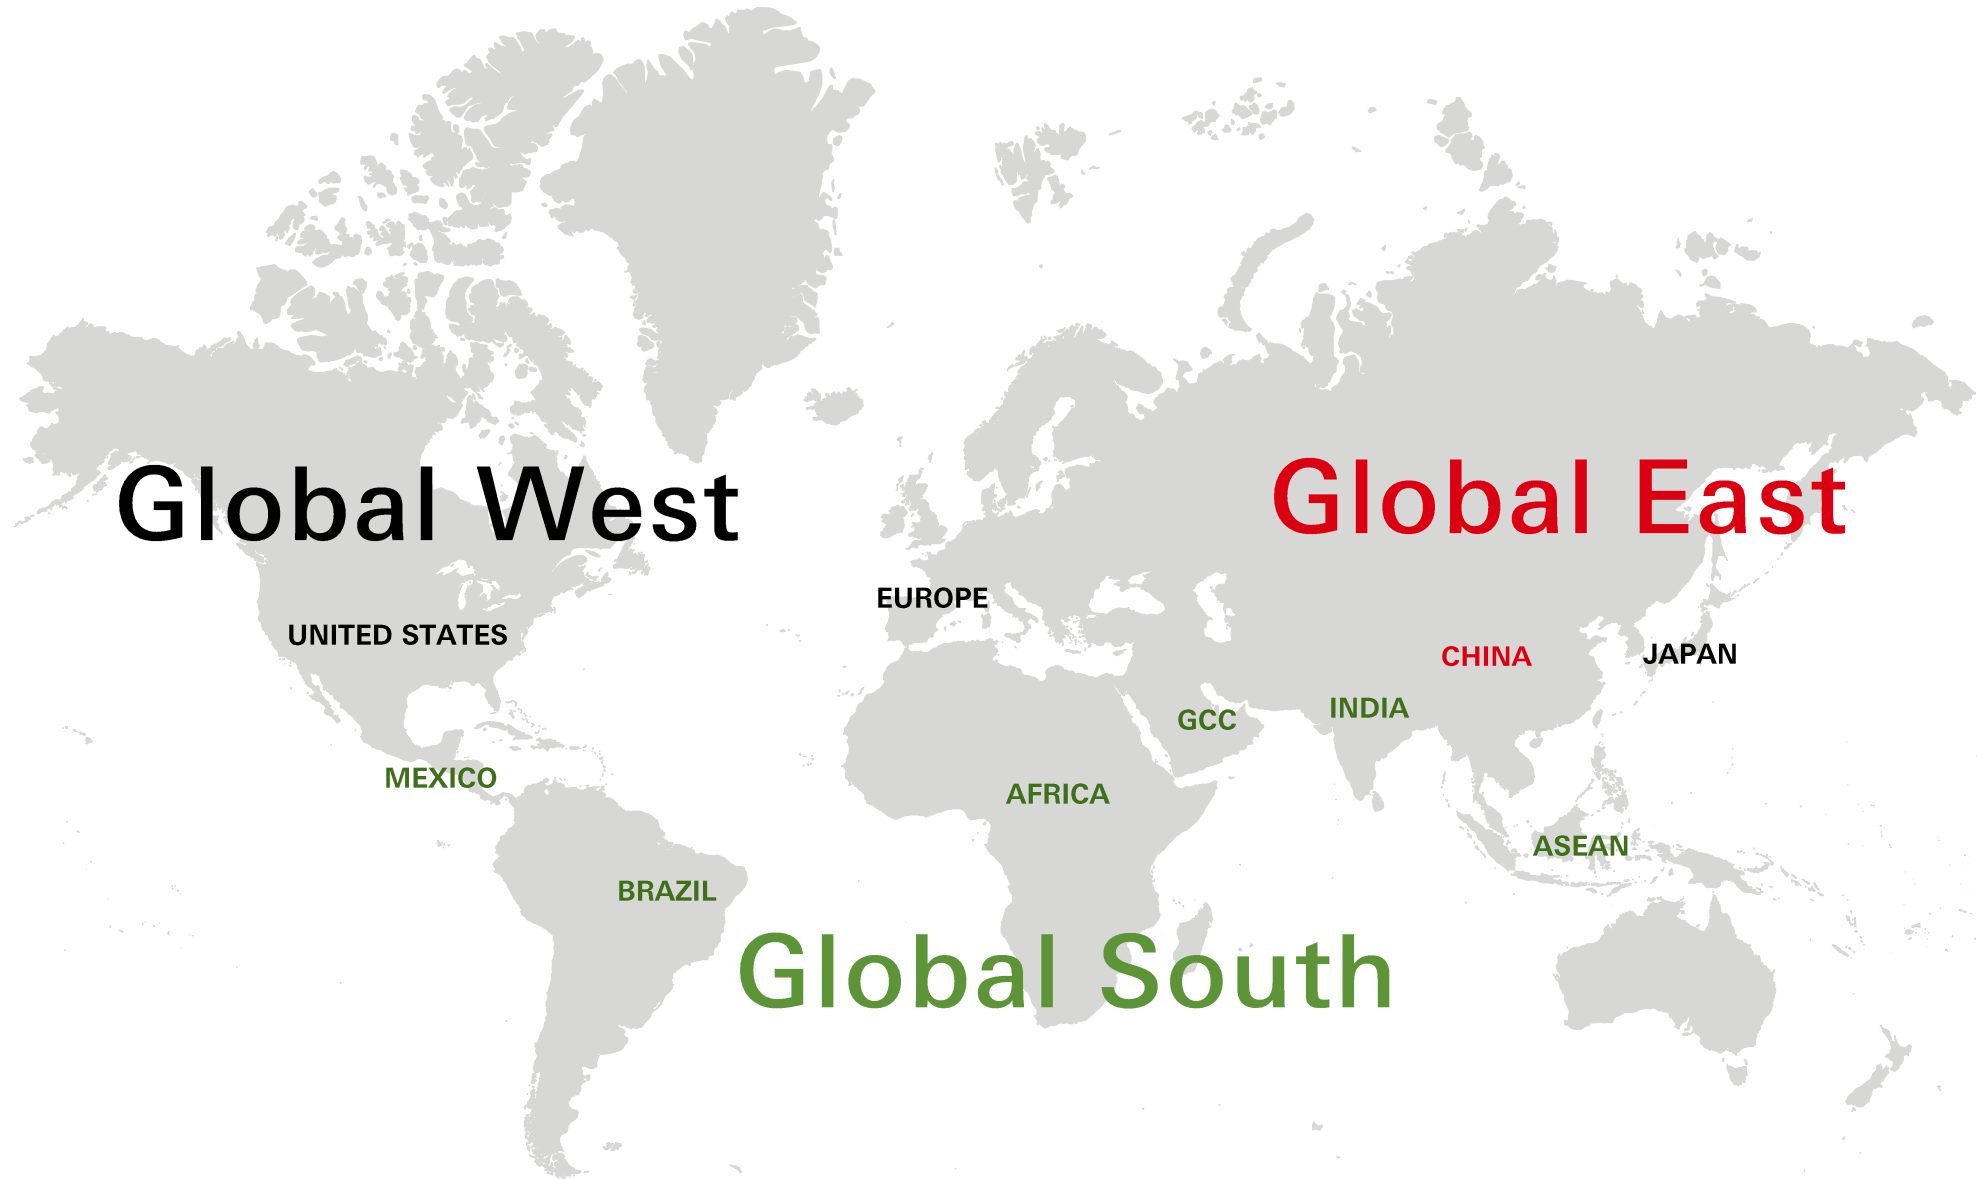 Global West
Global East
EUROPE
UNITED STATES
CHINA
JAPAN
INDIA
GCC
MEXICO
AFRICA
ASEAN
BRAZIL
Global South